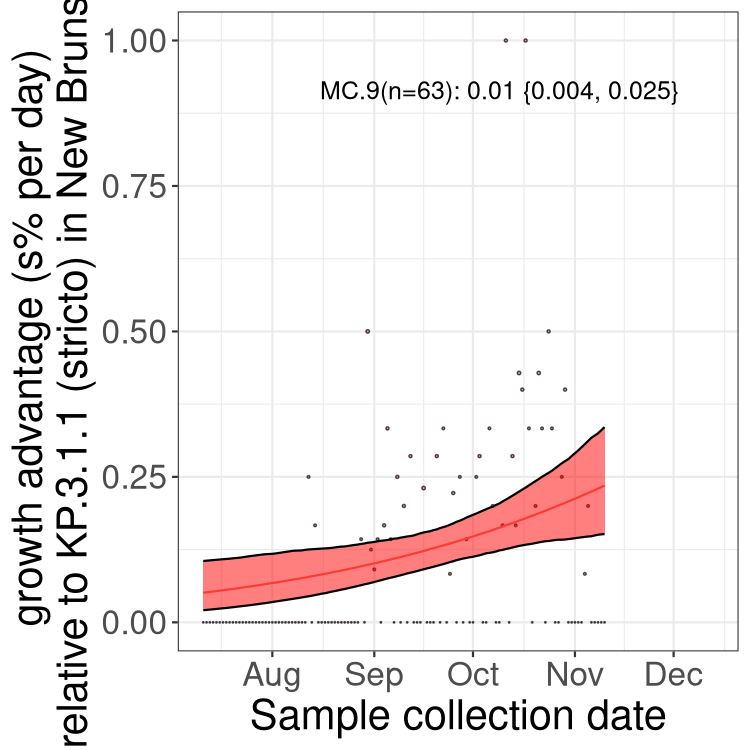 growth advantage (s% per day)
relative to KP.3.1.1 (stricto) in New Bruns
1.00
0.75
0.50
0.25
0.00
MC.9(n=63): 0.01 {0.004, 0.025}
Aug Sep Oct Nov Dec
Sample collection date